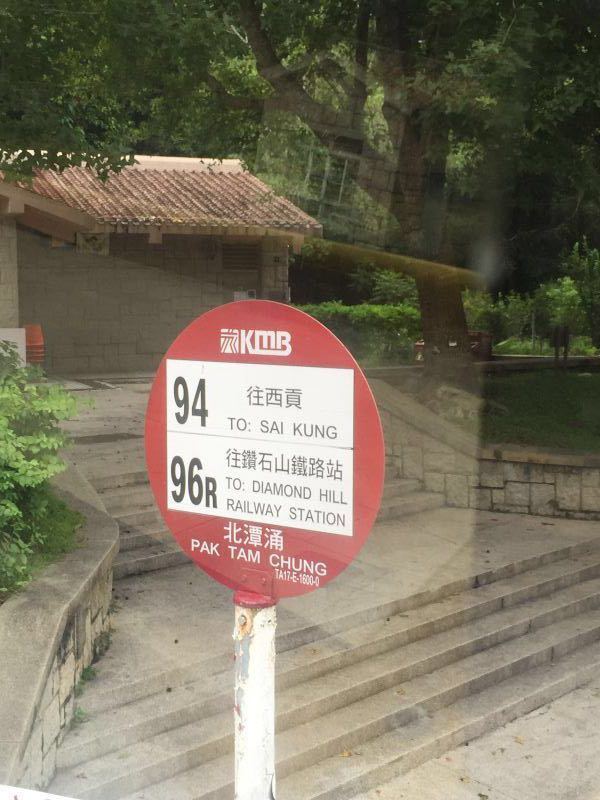 KMB
94
往西貢
TO: SAI KUNG
96R
往鑽石山鐵路站
TO: DIAMOND HILL
RAILWAY STATION
北潭涌
PAK TAM CHUNG
TA17-E-1600-0